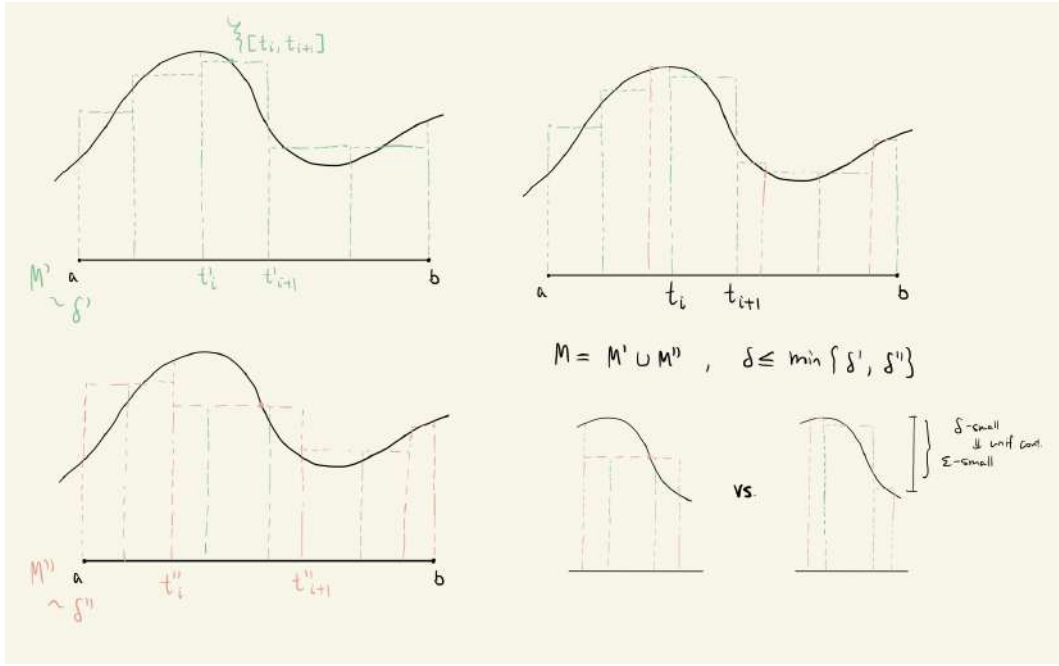 ξ[tᵢ, tᵢ₊₁]
M'
~ δ'
a
t'ᵢ
t'ᵢ₊₁
b
a
tᵢ
tᵢ₊₁
b
M = M' ∪ M'' , δ ≤ min{δ', δ''}
M''
~ δ''
a
t''ᵢ
t''ᵢ₊₁
b
vs.
δ-small
⇓ unif cont.
ε-small